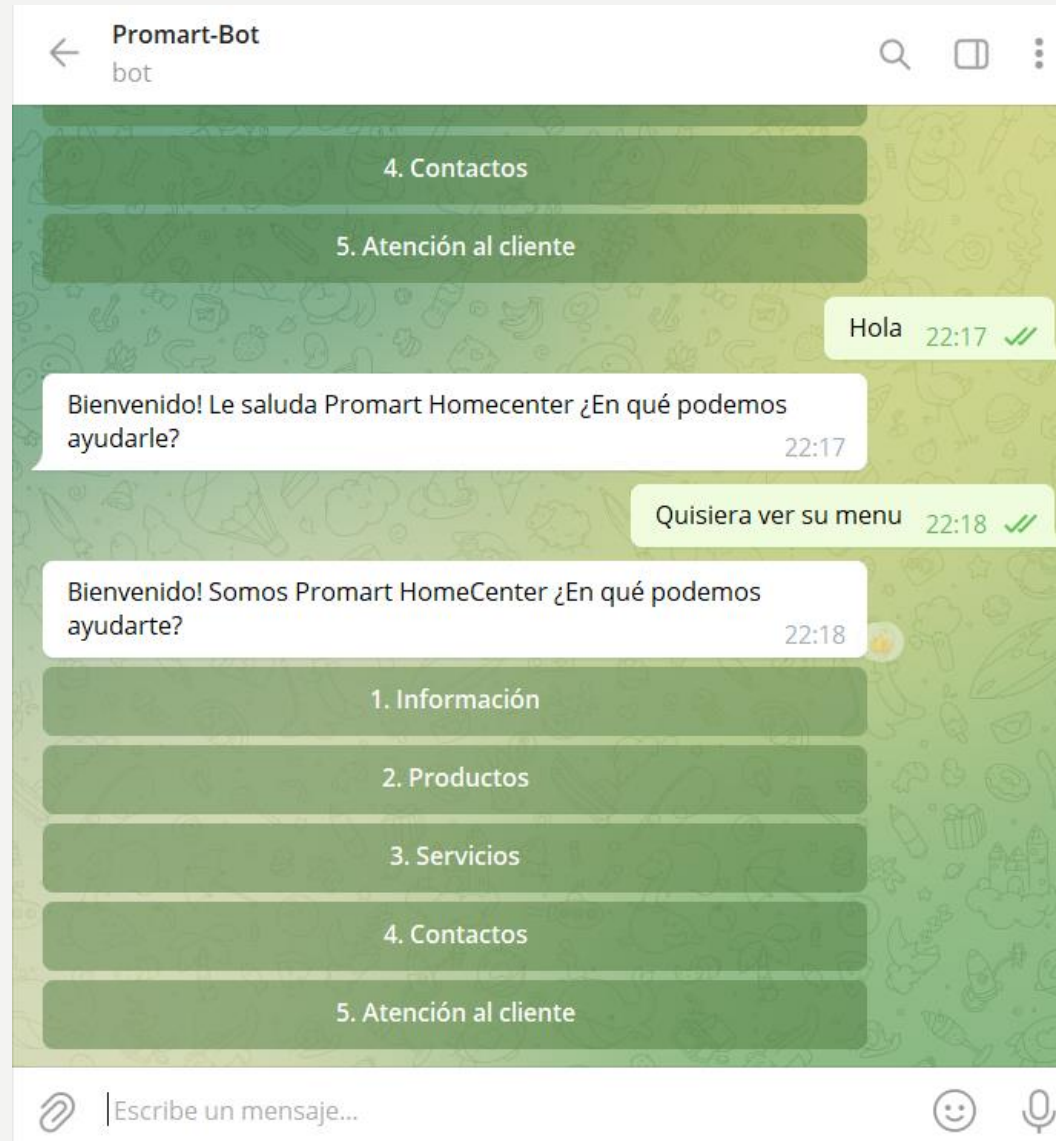 Promart-Bot
bot
4. Contactos
5. Atención al cliente
Hola 22:17
Bienvenido! Le saluda Promart Homecenter ¿En qué podemos
ayudarle?
22:17
Quisiera ver su menu 22:18
Bienvenido! Somos Promart HomeCenter ¿En qué podemos
ayudarte?
22:18
1. Información
2. Productos
3. Servicios
4. Contactos
5. Atención al cliente
Escribe un mensaje...